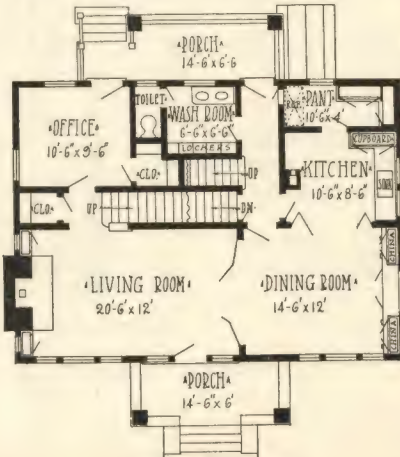 PORCH
14'-6"x6'-6
TOILET
WASH ROOM
6'-6"x6'-6"
LOCKERS
REF.
PANT.
10'-6"x4'
OFFICE
10'-6"x9'-6"
CLO.
UP
CUPBOARD
KITCHEN
10'-6"x8'-6"
SINK
CLO.
UP
DN.
LIVING ROOM
20'-6"x12'
DINING ROOM
14'-6"x12'
CHINA
CHINA
PORCH
14'-6"x6'